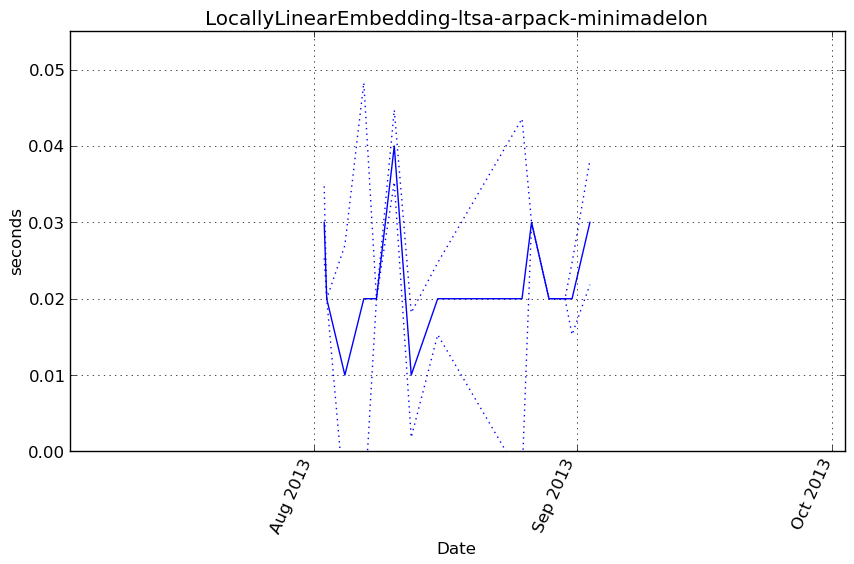 LocallyLinearEmbedding-ltsa-arpack-minimadelon
0.05
0.04
0.03
0.02
0.01
0.00
seconds
Aug 2013
Sep 2013
Oct 2013
Date